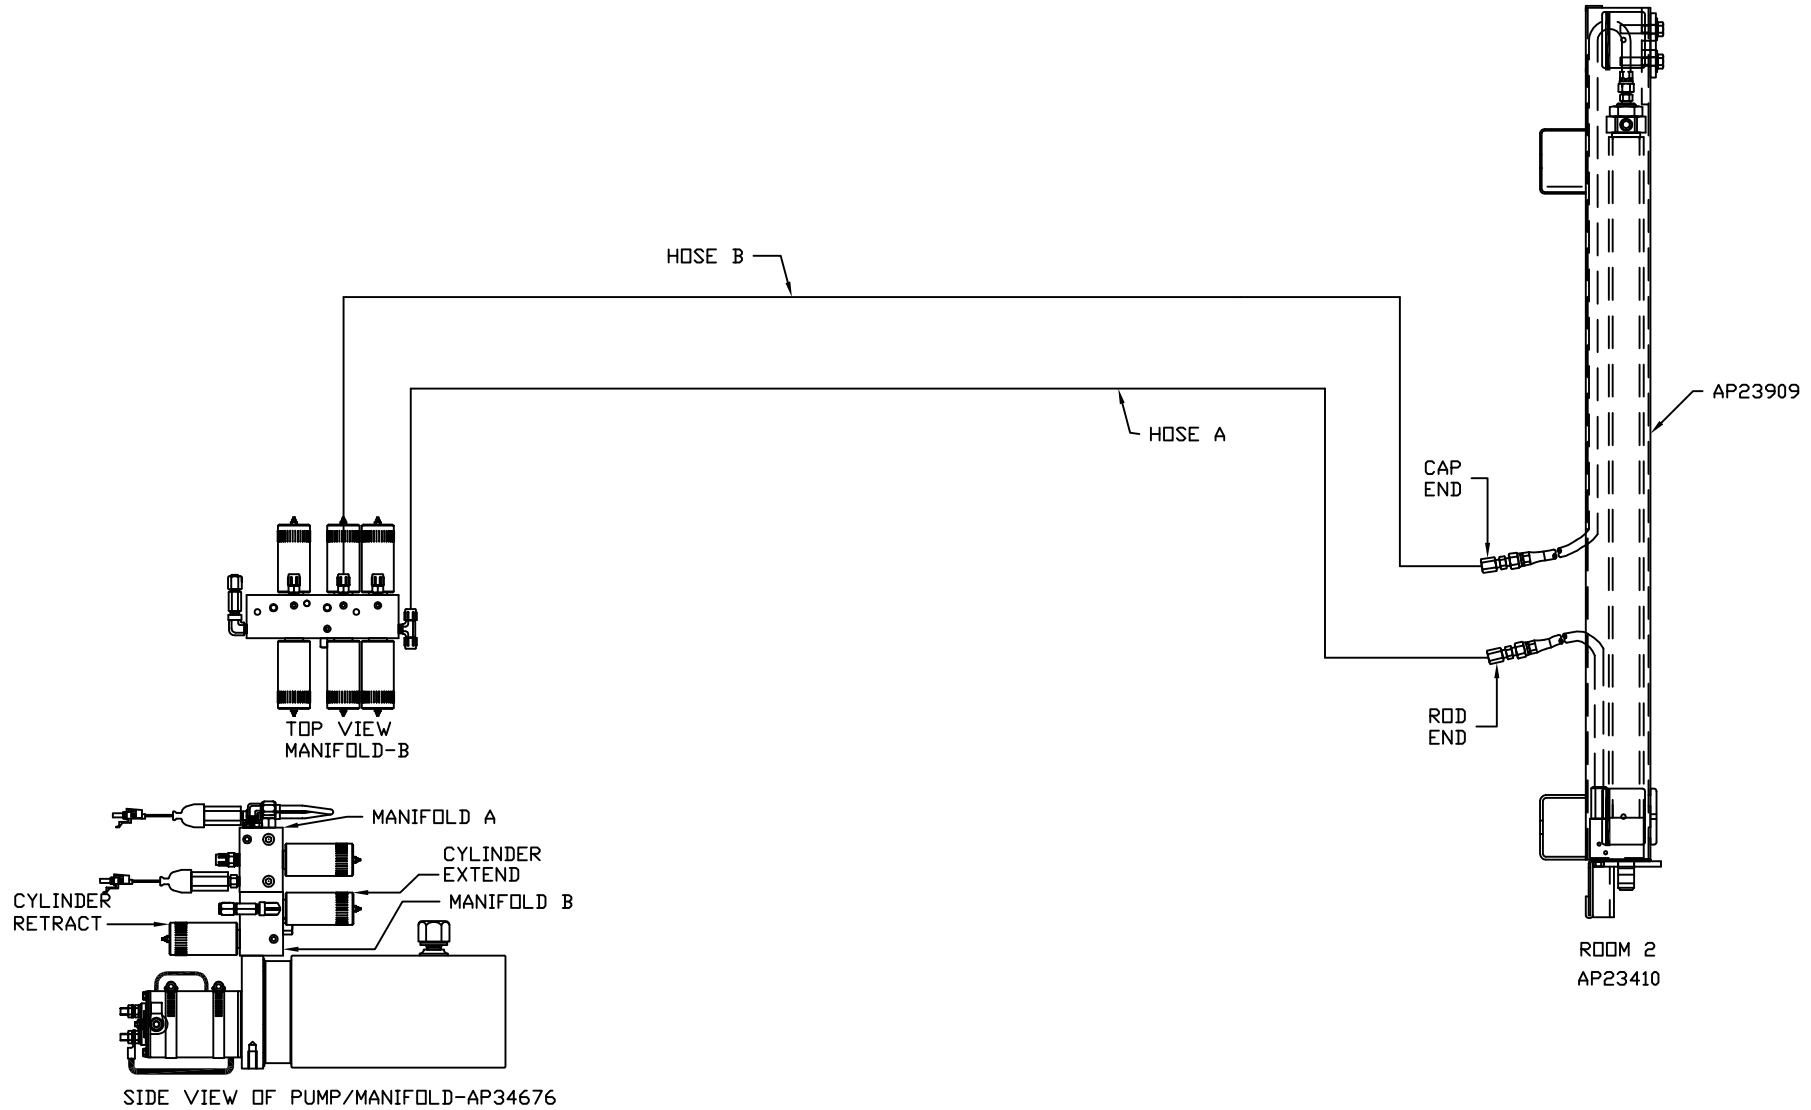 HOSE B
AP23909
HOSE A
CAP
END
ROD
END
TOP VIEW
MANIFOLD-B
MANIFOLD A
CYLINDER
EXTEND
CYLINDER
RETRACT
MANIFOLD B
ROOM 2
AP23410
SIDE VIEW OF PUMP/MANIFOLD-AP34676